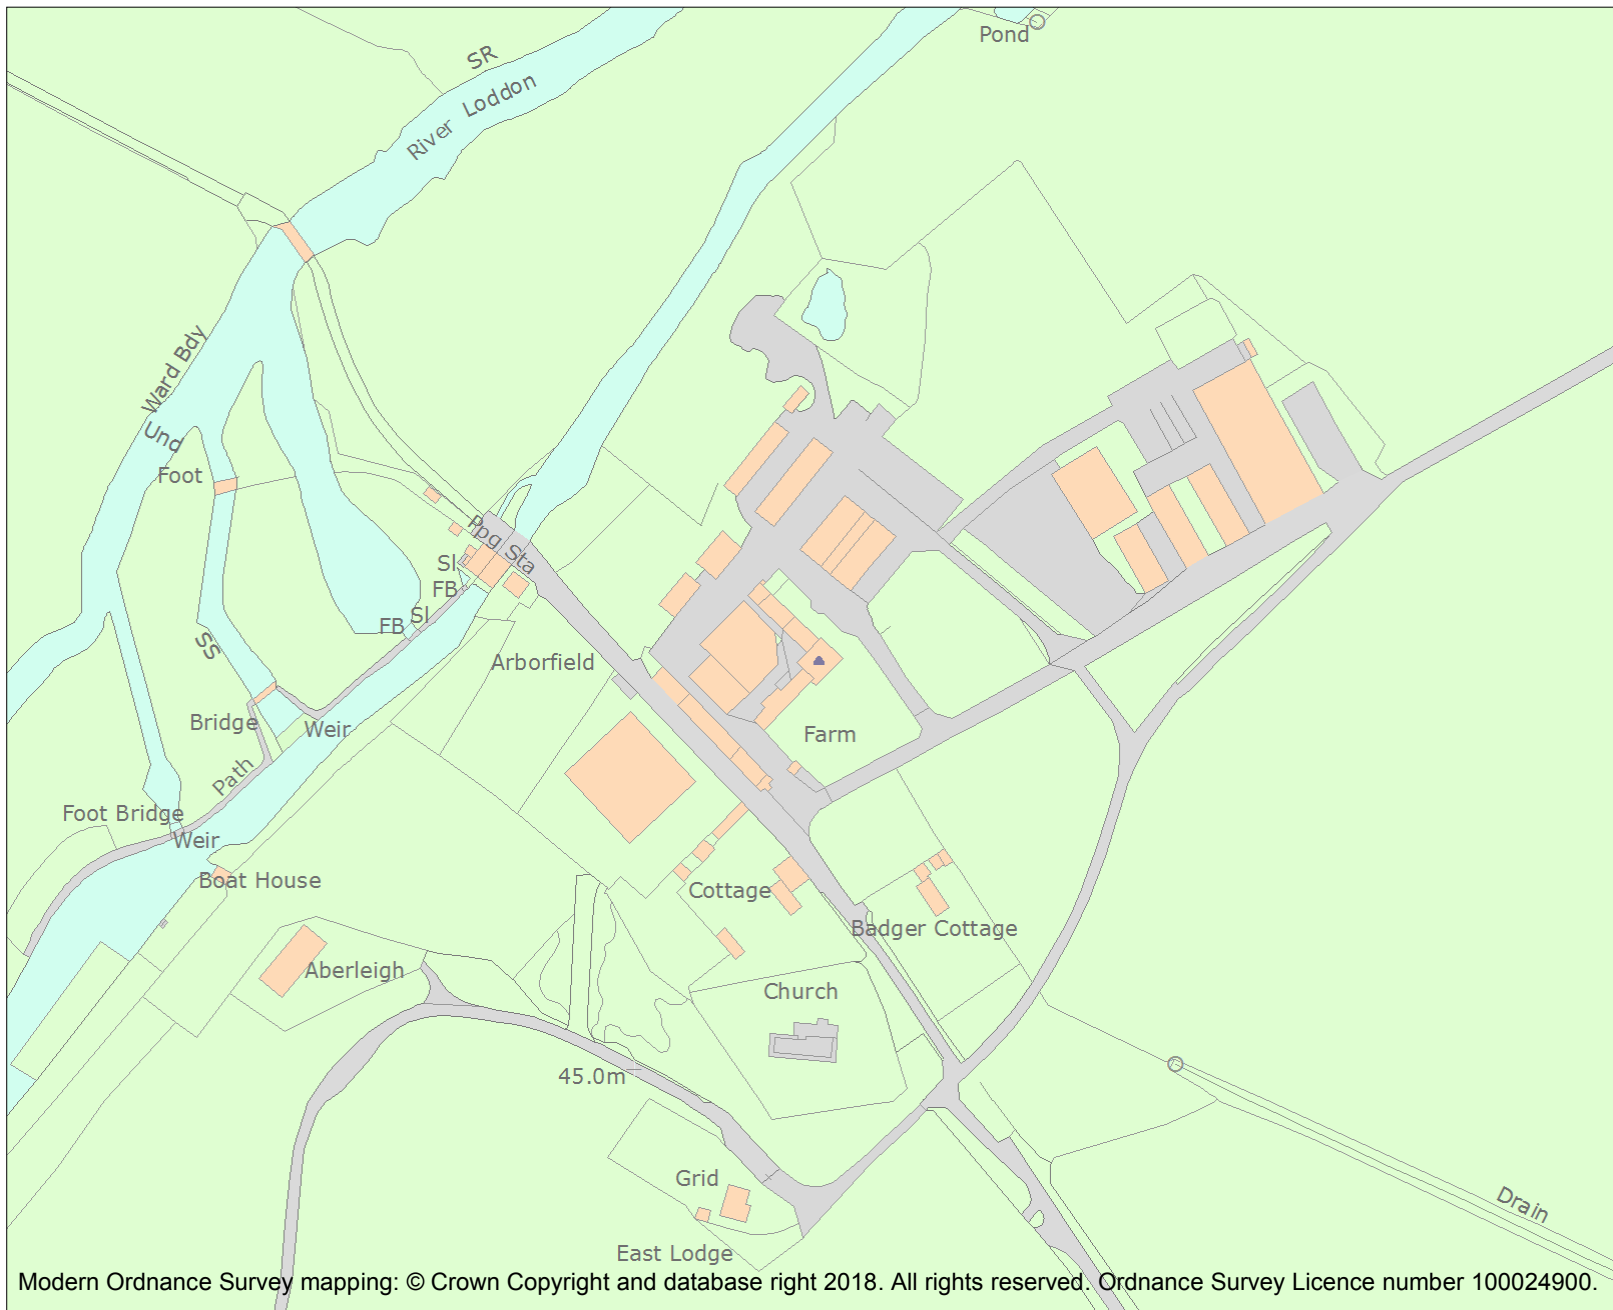 Pond
SR
River Loddon
Ward Bdy
Und
Foot
Ppg Sta
Sl
FB
Sl
FB
SS
Arborfield
Bridge
Weir
Farm
Path
Foot Bridge
Weir
Boat House
Cottage
Badger Cottage
Aberleigh
Church
45.0m
Grid
Drain
East Lodge
Modern Ordnance Survey mapping: © Crown Copyright and database right 2018. All rights reserved. Ordnance Survey Licence number 100024900.